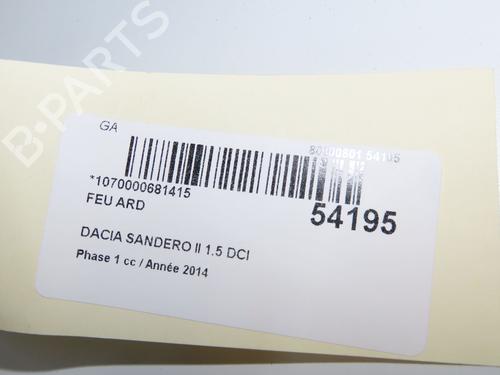 GA
*1070000681415
FEU ARD
54195
DACIA SANDERO II 1.5 DCI
Phase 1 cc / Année 2014
B-PARTS